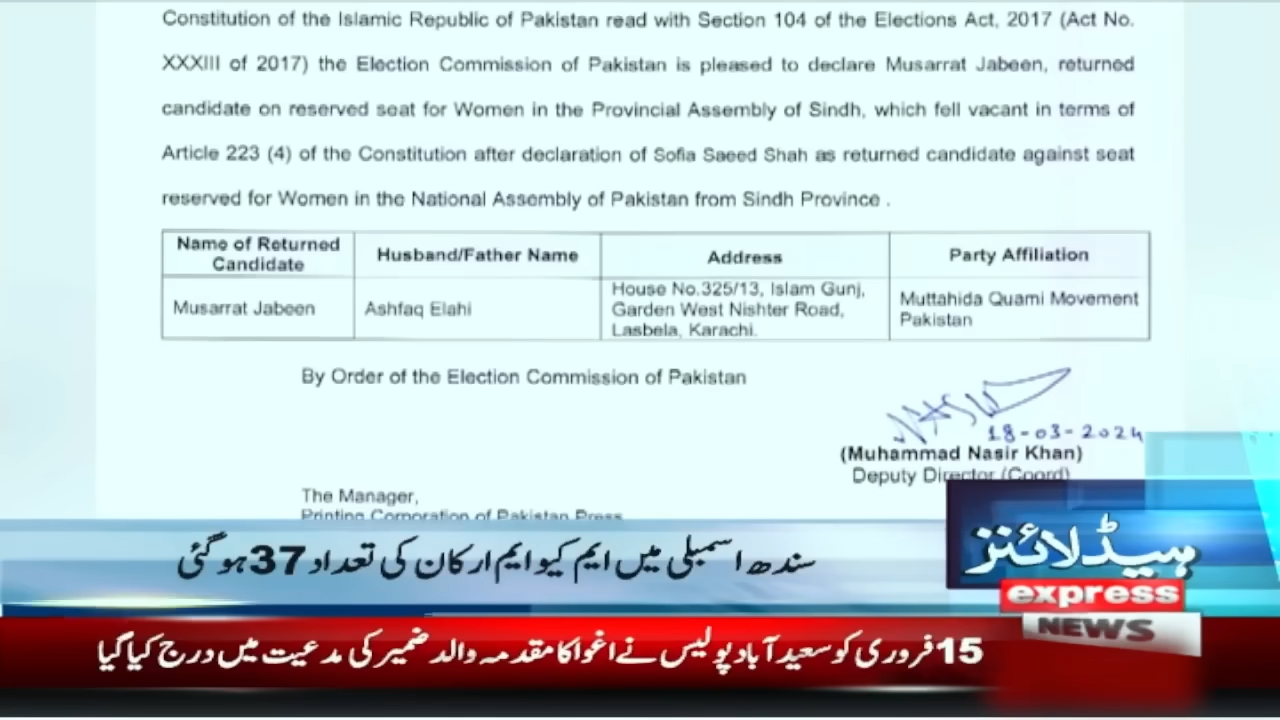 Constitution of the Islamic Republic of Pakistan read with Section 104 of the Elections Act, 2017 (Act No.
XXXIII of 2017) the Election Commission of Pakistan is pleased to declare Musarrat Jabeen, returned
candidate on reserved seat for Women in the Provincial Assembly of Sindh, which fell vacant in terms of
Article 223 (4) of the Constitution after declaration of Sofia Saeed Shah as returned candidate against seat
reserved for Women in the National Assembly of Pakistan from Sindh Province .
Name of Returned Candidate
Husband/Father Name
Address
Party Affiliation
Musarrat Jabeen
Ashfaq Elahi
House No.325/13, Islam Gunj,
Garden West Nishter Road,
Lasbela, Karachi.
Muttahida Quami Movement
Pakistan
By Order of the Election Commission of Pakistan
18-03-2024
(Muhammad Nasir Khan)
Deputy Director (Coord)
The Manager,
Printing Corporation of Pakistan Press
سندھ اسمبلی میں ایم کیو ایم ارکان کی تعداد 37 ہوگئی
ہیڈلائنز
express
NEWS
15 فروری کو سعید آباد پولیس نے اغوا کا مقدمہ والد ضمیر کی مدعیت میں درج کیا گیا